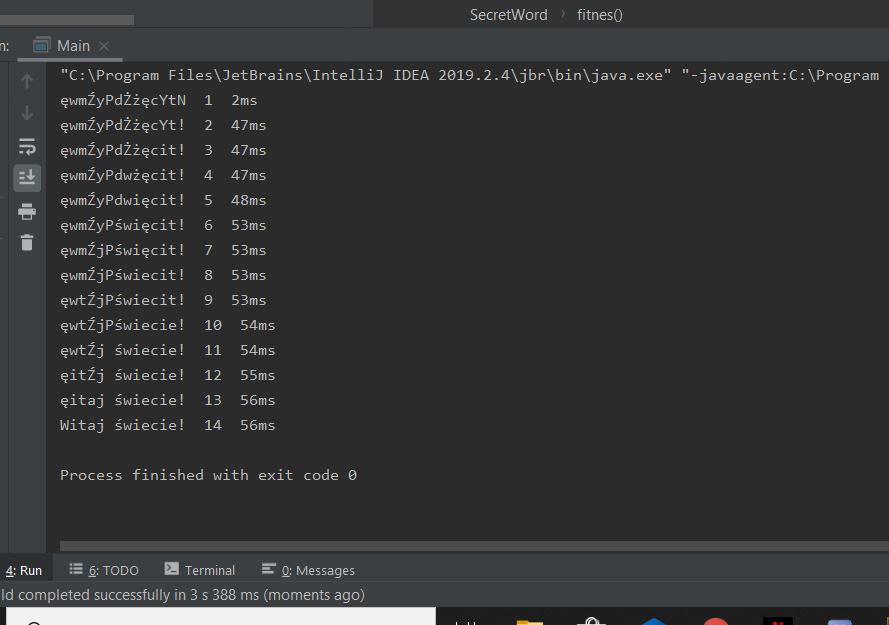 SecretWord › fitnes()
n: Main ×
"C:\Program Files\JetBrains\IntelliJ IDEA 2019.2.4\jbr\bin\java.exe" "-javaagent:C:\Program
ęwmŹyPdŻżęcYtN 1 2ms
ęwmŹyPdŻżęcYt! 2 47ms
ęwmŹyPdŻżęcit! 3 47ms
ęwmŹyPdwżęcit! 4 47ms
ęwmŹyPdwięcit! 5 48ms
ęwmŹyPświęcit! 6 53ms
ęwmŹjPświęcit! 7 53ms
ęwmŹjPświecit! 8 53ms
ęwtŹjPświecit! 9 53ms
ęwtŹjPświecie! 10 54ms
ęwtŹj świecie! 11 54ms
ęitŹj świecie! 12 55ms
ęitaj świecie! 13 56ms
Witaj świecie! 14 56ms
Process finished with exit code 0
4: Run 6: TODO Terminal 0: Messages
ld completed successfully in 3 s 388 ms (moments ago)